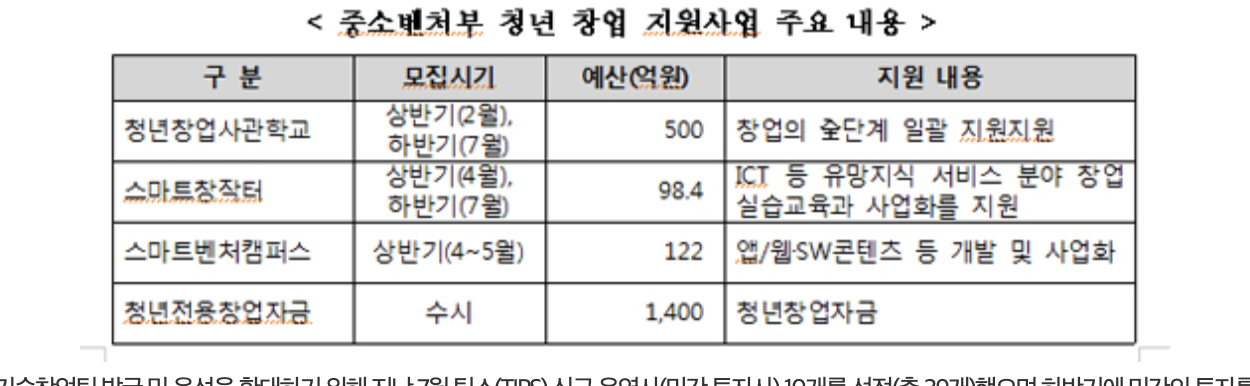 < 중소벤처부 청년 창업 지원사업 주요 내용 >
구 분 모집시기 예산(억원) 지원 내용
청년창업사관학교 상반기(2월), 하반기(7월) 500 창업의 全단계 일괄 지원지원
스마트창작터 상반기(4월), 하반기(7월) 98.4 ICT 등 유망지식 서비스 분야 창업
실습교육과 사업화를 지원
스마트벤처캠퍼스 상반기(4~5월) 122 앱/웹·SW콘텐츠 등 개발 및 사업화
청년전용창업자금 수시 1,400 청년창업자금